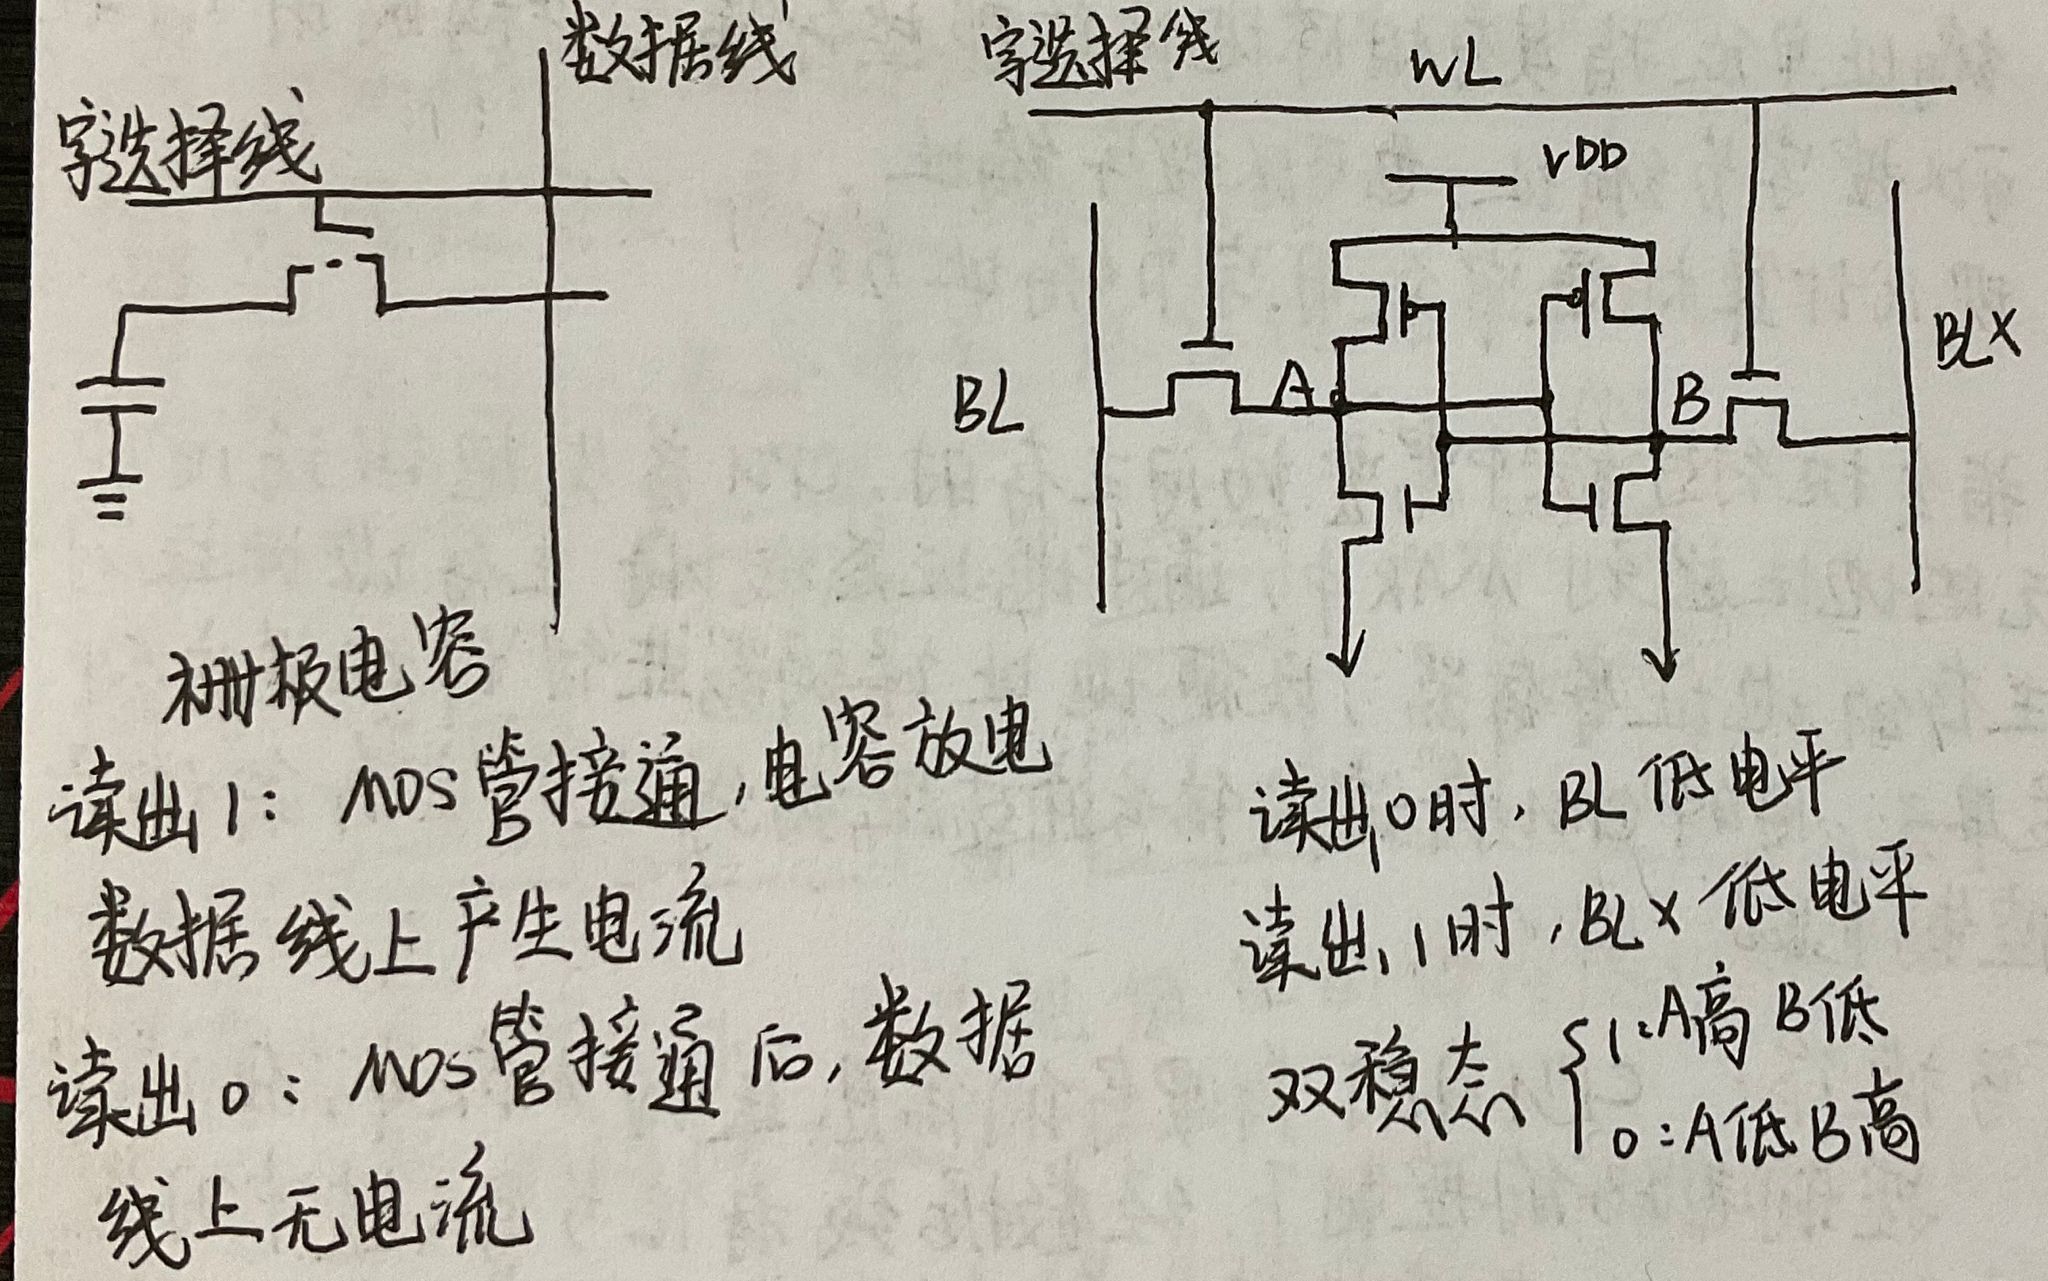 数据线
字选择线
栅极电容
读出1：MOS管接通，电容放电
数据线上产生电流
读出0：MOS管接通后，数据
线上无电流
字选择线 WL
VDD
BL
A
B
BLX
读出0时，BL低电平
读出1时，BLX低电平
双稳态 { 1：A高B低
0：A低B高